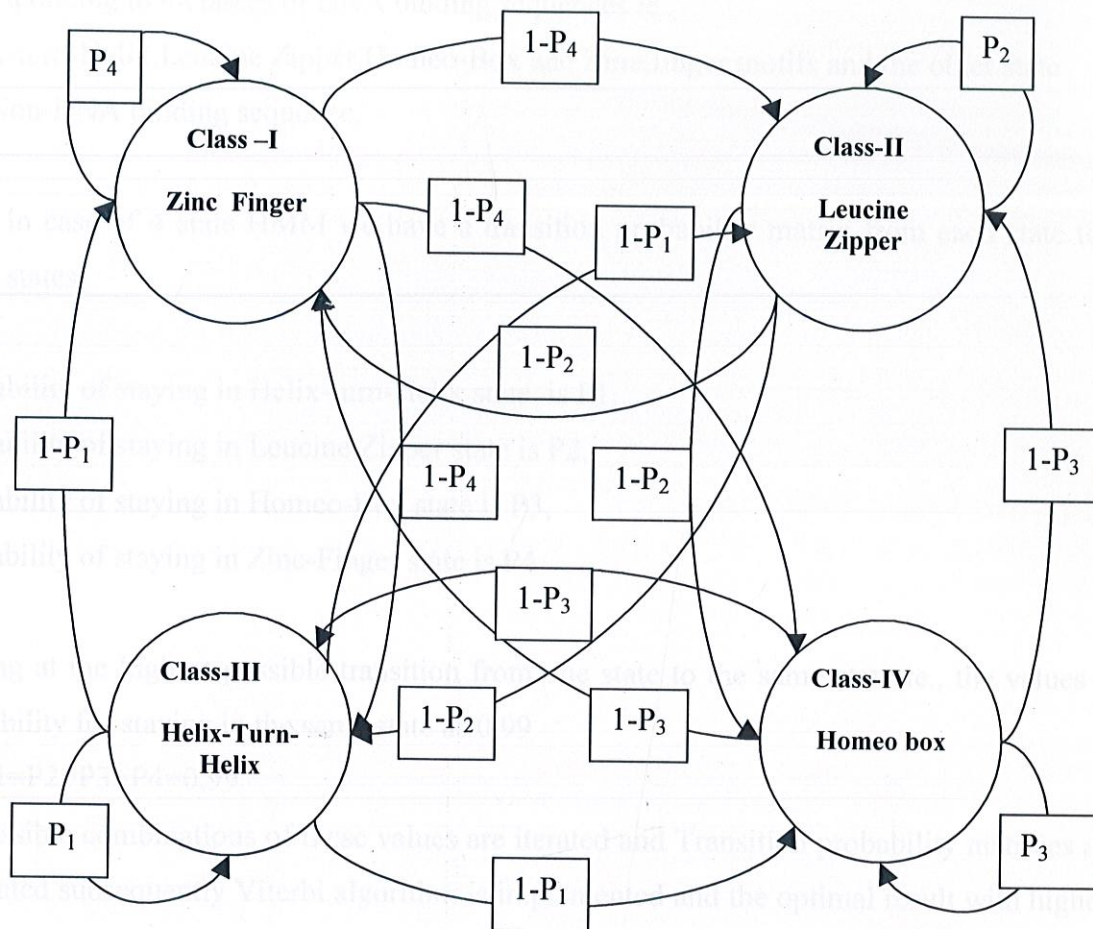 P4
1-P4
P2
Class –I
Class-II
Zinc Finger
1-P4
1-P1
Leucine
Zipper
1-P2
1-P1
1-P4
1-P2
1-P3
1-P3
Class-III
Class-IV
Helix-Turn-
Helix
1-P2
1-P3
Homeo box
P1
P3
1-P1